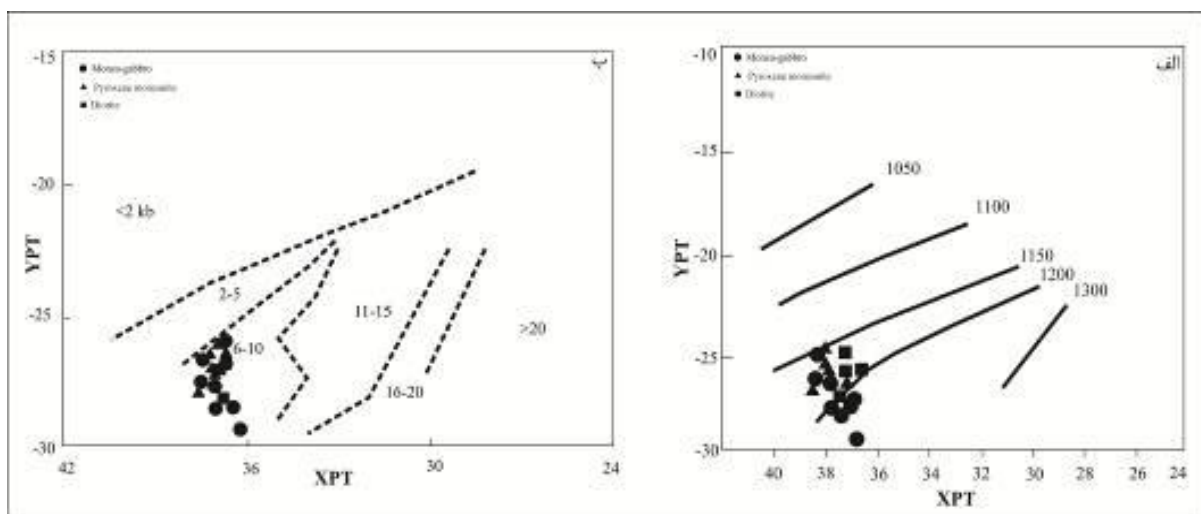 -15
ب-
Monzo-gabbro
Pyroxen monzonite
Diorite
-20
<2 kb
YPT
2-5
-25
6-10
11-15
>20
16-20
-30
42
36
30
24
XPT
-10
الف
Monzo-gabbro
Pyroxen monzonite
Diorite
-15
1050
1100
-20
YPT
1150
1200
1300
-25
-30
40
38
36
34
32
30
28
26
24
XPT